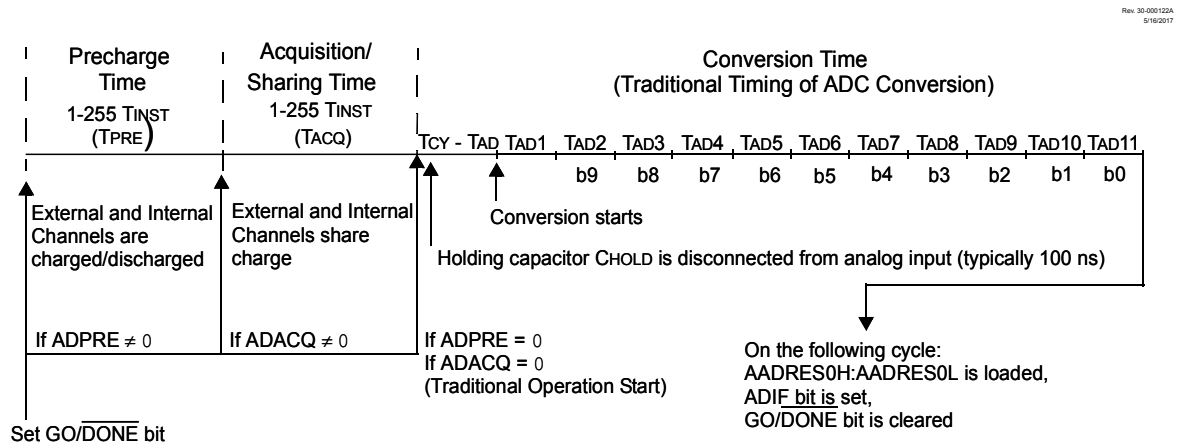 Rev. 30-000122A
5/16/2017
Precharge
Time
1-255 TINST
(TPRE)
Acquisition/
Sharing Time
1-255 TINST
(TACQ)
Conversion Time
(Traditional Timing of ADC Conversion)
TCY - TAD TAD1 TAD2 TAD3 TAD4 TAD5 TAD6 TAD7 TAD8 TAD9 TAD10 TAD11
b9 b8 b7 b6 b5 b4 b3 b2 b1 b0
External and Internal
Channels are
charged/discharged
External and Internal
Channels share
charge
Conversion starts
Holding capacitor CHOLD is disconnected from analog input (typically 100 ns)
If ADPRE ≠ 0
If ADACQ ≠ 0
If ADPRE = 0
If ADACQ = 0
(Traditional Operation Start)
On the following cycle:
AADRES0H:AADRES0L is loaded,
ADIF bit is set,
GO/DONE bit is cleared
Set GO/DONE bit